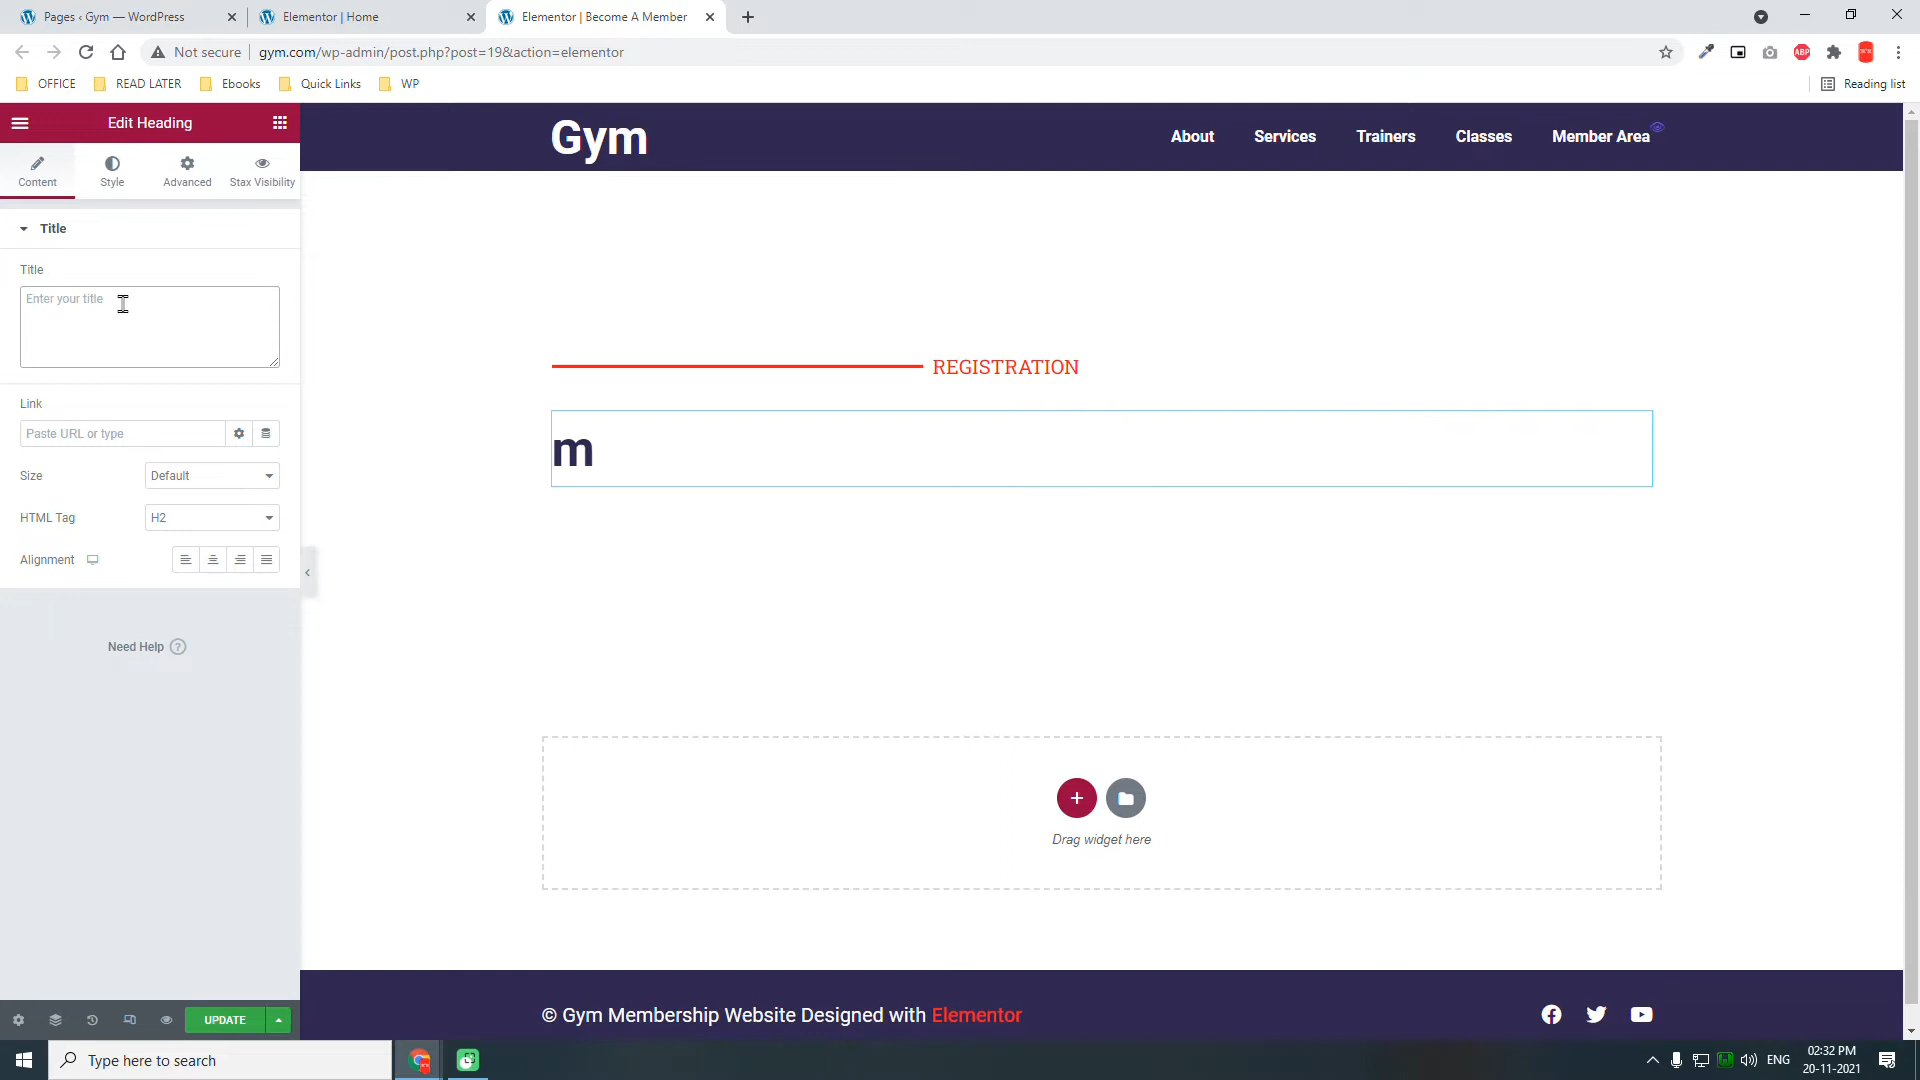 Pages ‹ Gym — WordPress
Elementor | Home
Elementor | Become A Member
Not secure
gym.com/wp-admin/post.php?post=19&action=elementor
ABP
OFFICE
READ LATER
Ebooks
Quick Links
WP
Reading list
Edit Heading
Content
Style
Advanced
Stax Visibility
Title
Title
Enter your title
Link
Paste URL or type
Size
Default
HTML Tag
H2
Alignment
Need Help ?
UPDATE
Gym
About
Services
Trainers
Classes
Member Area
REGISTRATION
m
Drag widget here
© Gym Membership Website Designed with Elementor
Type here to search
ENG
02:32 PM
20-11-2021